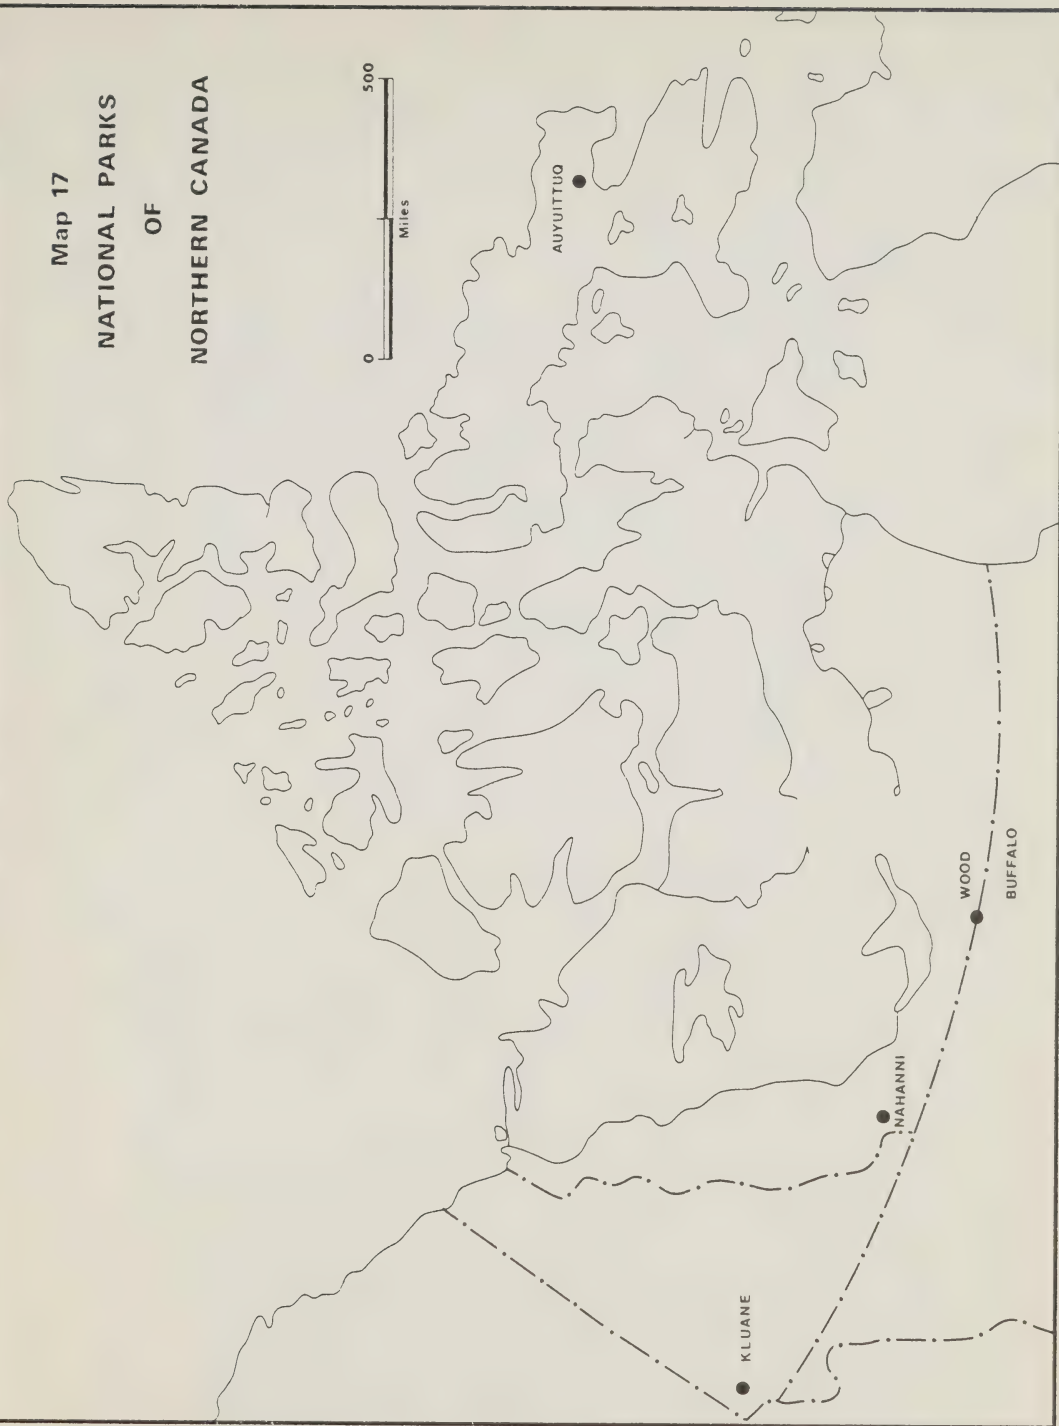 Map 17
NATIONAL PARKS
OF
NORTHERN CANADA
0 500
Miles
AUYUITTUQ
WOOD
BUFFALO
NAHANNI
KLUANE